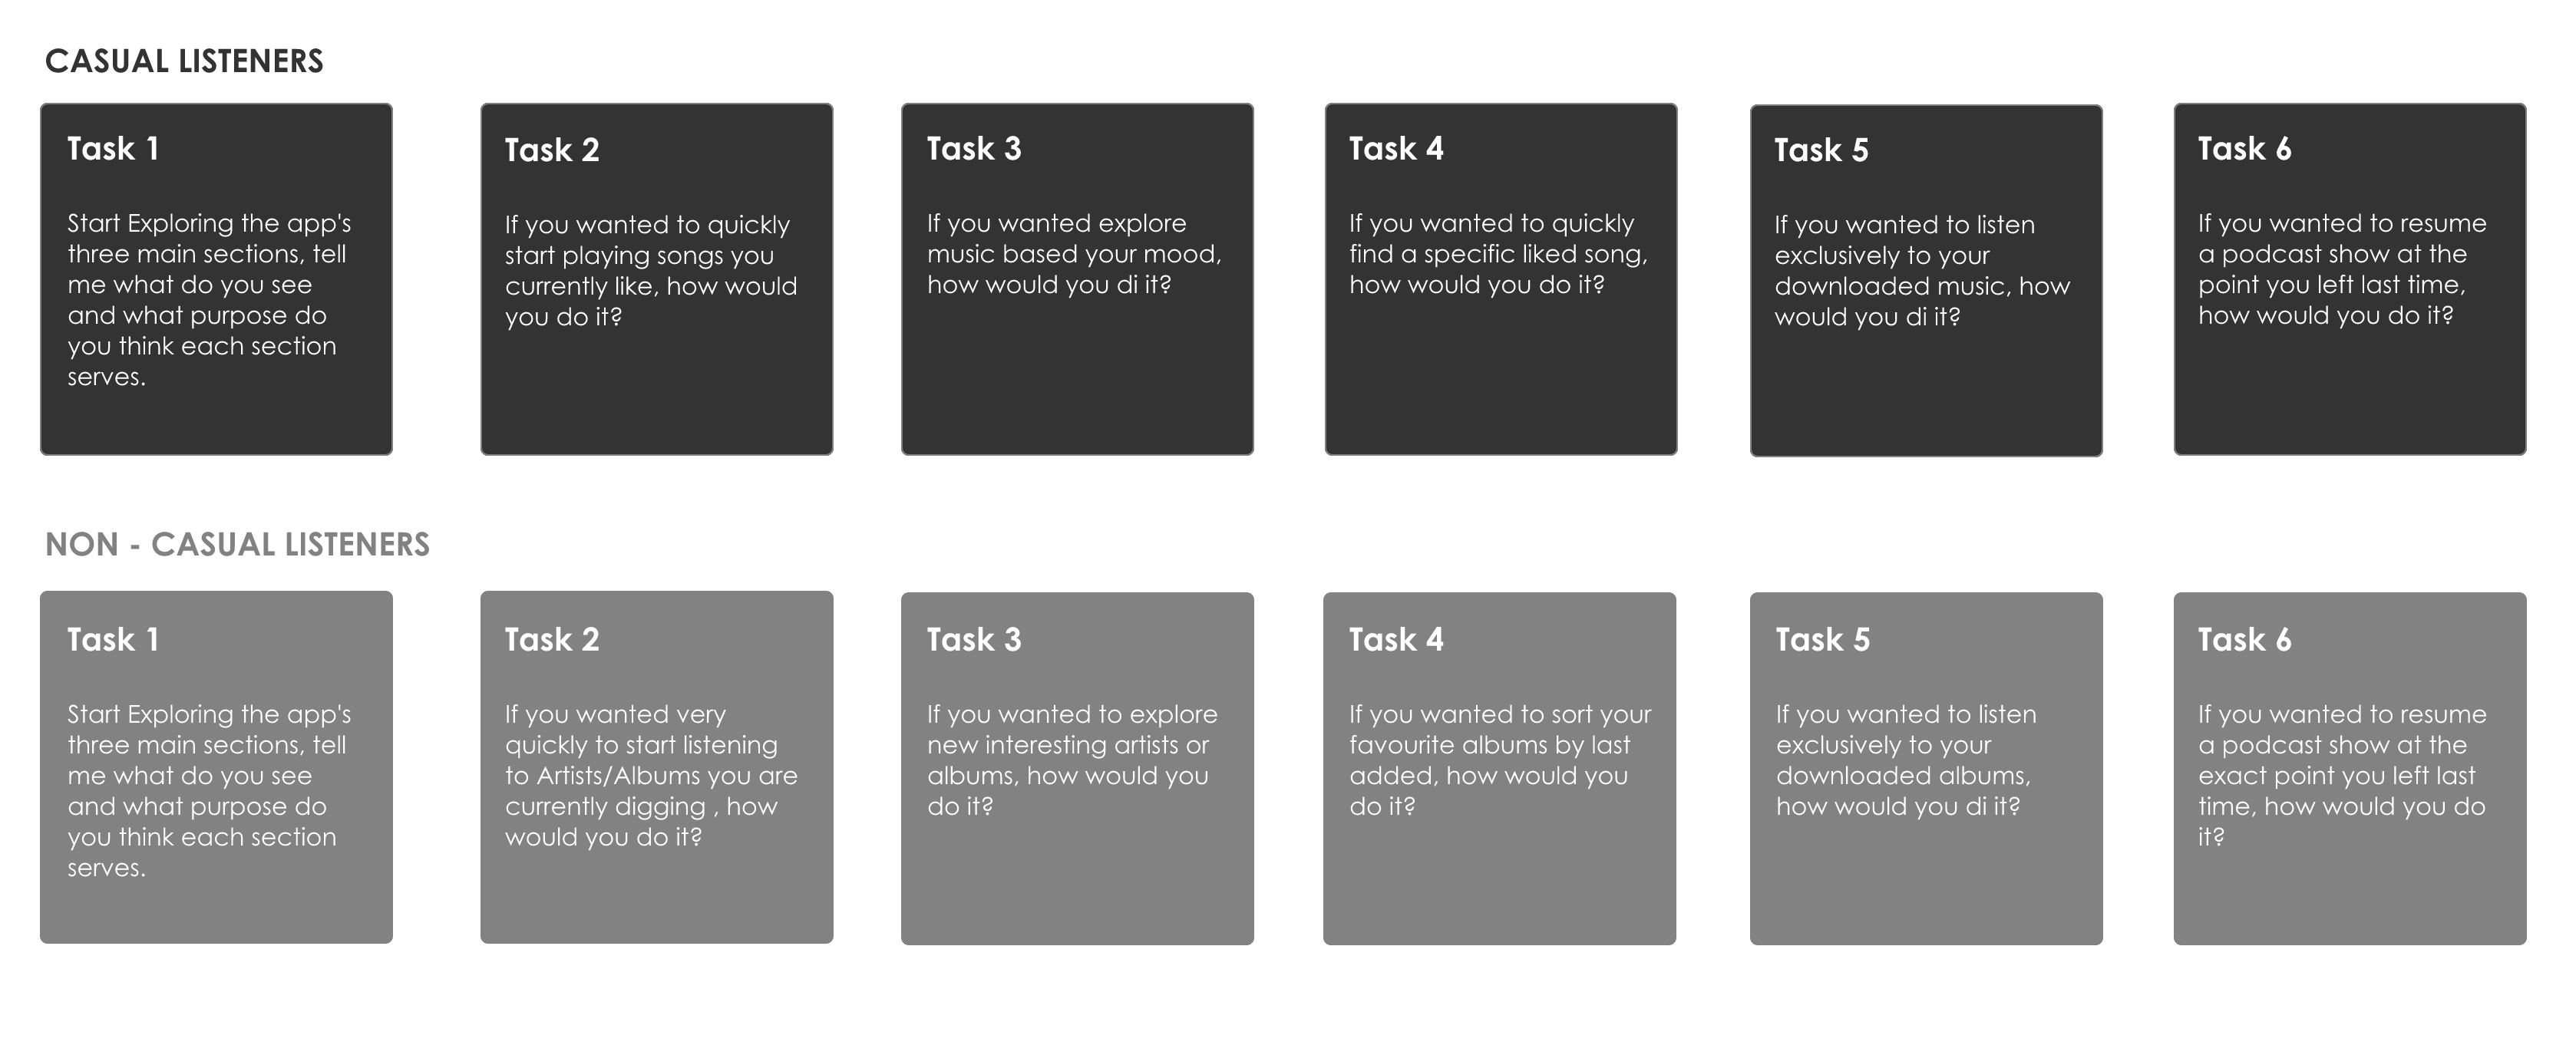 CASUAL LISTENERS
Task 1
Start Exploring the app's
three main sections, tell
me what do you see
and what purpose do
you think each section
serves.
Task 2
If you wanted to quickly
start playing songs you
currently like, how would
you do it?
Task 3
If you wanted explore
music based your mood,
how would you di it?
Task 4
If you wanted to quickly
find a specific liked song,
how would you do it?
Task 5
If you wanted to listen
exclusively to your
downloaded music, how
would you di it?
Task 6
If you wanted to resume
a podcast show at the
point you left last time,
how would you do it?
NON - CASUAL LISTENERS
Task 1
Start Exploring the app's
three main sections, tell
me what do you see
and what purpose do
you think each section
serves.
Task 2
If you wanted very
quickly to start listening
to Artists/Albums you are
currently digging , how
would you do it?
Task 3
If you wanted to explore
new interesting artists or
albums, how would you
do it?
Task 4
If you wanted to sort your
favourite albums by last
added, how would you
do it?
Task 5
If you wanted to listen
exclusively to your
downloaded albums,
how would you di it?
Task 6
If you wanted to resume
a podcast show at the
exact point you left last
time, how would you do
it?